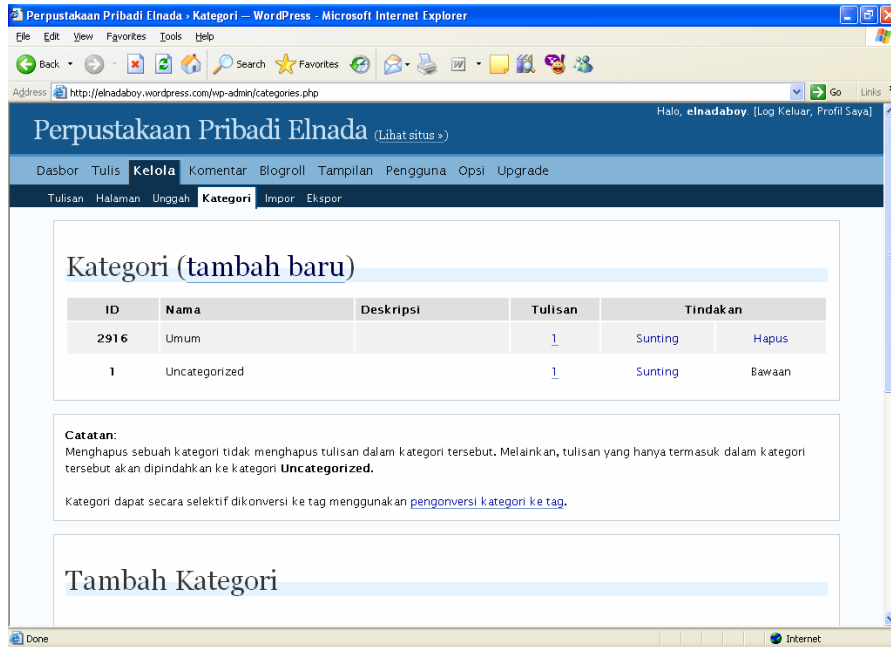 Perpustakaan Pribadi Elnada › Kategori — WordPress - Microsoft Internet Explorer
File Edit View Favorites Tools Help
Back Search Favorites
Address http://elnadaboy.wordpress.com/wp-admin/categories.php Go Links
Halo, elnadaboy. [Log Keluar, Profil Saya]
Perpustakaan Pribadi Elnada (Lihat situs »)
Dasbor Tulis Kelola Komentar Blogroll Tampilan Pengguna Opsi Upgrade
Tulisan Halaman Unggah Kategori Impor Ekspor
Kategori (tambah baru)
ID Nama Deskripsi Tulisan Tindakan
2916 Umum 1 Sunting Hapus
1 Uncategorized 1 Sunting Bawaan
Catatan:
Menghapus sebuah kategori tidak menghapus tulisan dalam kategori tersebut. Melainkan, tulisan yang hanya termasuk dalam kategori
tersebut akan dipindahkan ke kategori Uncategorized.
Kategori dapat secara selektif dikonversi ke tag menggunakan pengonversi kategori ke tag.
Tambah Kategori
Done Internet